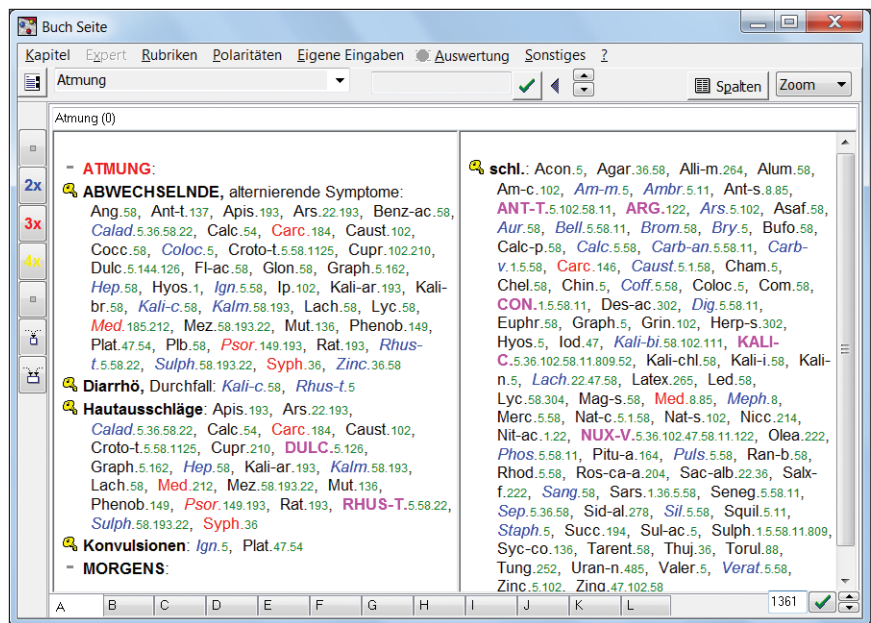 Buch Seite
Kapitel Expert Rubriken Polaritäten Eigene Eingaben Auswertung Sonstiges ?
Atmung Spalten Zoom
Atmung (0)
2x
3x
4x
- ATMUNG:
ABWECHSELNDE, alternierende Symptome:
Ang.58, Ant-t.137, Apis.193, Ars.22.193, Benz-ac.58,
Calad.5.36.58.22, Calc.54, Carc.184, Caust.102,
Cocc.58, Coloc.5, Croto-t.5.58.1125, Cupr.102.210,
Dulc.5.144.126, Fl-ac.58, Glon.58, Graph.5.162,
Hep.58, Hyos.1, Ign.5.58, Ip.102, Kali-ar.193, Kali-
br.58, Kali-c.58, Kalm.58.193, Lach.58, Lyc.58,
Med.185.212, Mez.58.193.22, Mut.136, Phenob.149,
Plat.47.54, Plb.58, Psor.149.193, Rat.193, Rhus-
t.5.58.22, Sulph.58.193.22, Syph.36, Zinc.36.58
Diarrhö, Durchfall: Kali-c.58, Rhus-t.5
Hautausschläge: Apis.193, Ars.22.193,
Calad.5.36.58.22, Calc.54, Carc.184, Caust.102,
Croto-t.5.58.1125, Cupr.210, DULC.5.126,
Graph.5.162, Hep.58, Kali-ar.193, Kalm.58.193,
Lach.58, Med.212, Mez.58.193.22, Mut.136,
Phenob.149, Psor.149.193, Rat.193, RHUS-T.5.58.22,
Sulph.58.193.22, Syph.36
Konvulsionen: Ign.5, Plat.47.54
- MORGENS:
schl.: Acon.5, Agar.36.58, Alli-m.264, Alum.58,
Am-c.102, Am-m.5, Ambr.5.11, Ant-s.8.85,
ANT-T.5.102.58.11, ARG.122, Ars.5.102, Asaf.58,
Aur.58, Bell.5.58.11, Brom.58, Bry.5, Bufo.58,
Calc-p.58, Calc.5.58, Carb-an.5.58.11, Carb-
v.1.5.58, Carc.146, Caust.5.1.58, Cham.5,
Chel.58, Chin.5, Coff.5.58, Coloc.5, Com.58,
CON.1.5.58.11, Des-ac.302, Dig.5.58.11,
Euphr.58, Graph.5, Grin.102, Herp-s.302,
Hyos.5, Iod.47, Kali-bi.58.102.111, KALI-
C.5.36.102.58.11.809.52, Kali-chl.58, Kali-i.58, Kali-
n.5, Lach.22.47.58, Latex.265, Led.58,
Lyc.58.304, Mag-s.58, Med.8.85, Meph.8,
Merc.5.58, Nat-c.5.1.58, Nat-s.102, Nicc.214,
Nit-ac.1.22, NUX-V.5.36.102.47.58.11.122, Olea.222,
Phos.5.58.11, Pitu-a.164, Puls.5.58, Ran-b.58,
Rhod.5.58, Ros-ca-a.204, Sac-alb.22.36, Salx-
f.222, Sang.58, Sars.1.36.5.58, Seneg.5.58.11,
Sep.5.36.58, Sid-al.278, Sil.5.58, Squil.5.11,
Staph.5, Succ.194, Sul-ac.5, Sulph.1.5.58.11.809,
Syc-co.136, Tarent.58, Thuj.36, Torul.88,
Tung.252, Uran-n.485, Valer.5, Verat.5.58,
Zinc.5.102, Zing.47.102.58
A B C D E F G H I J K L 1361